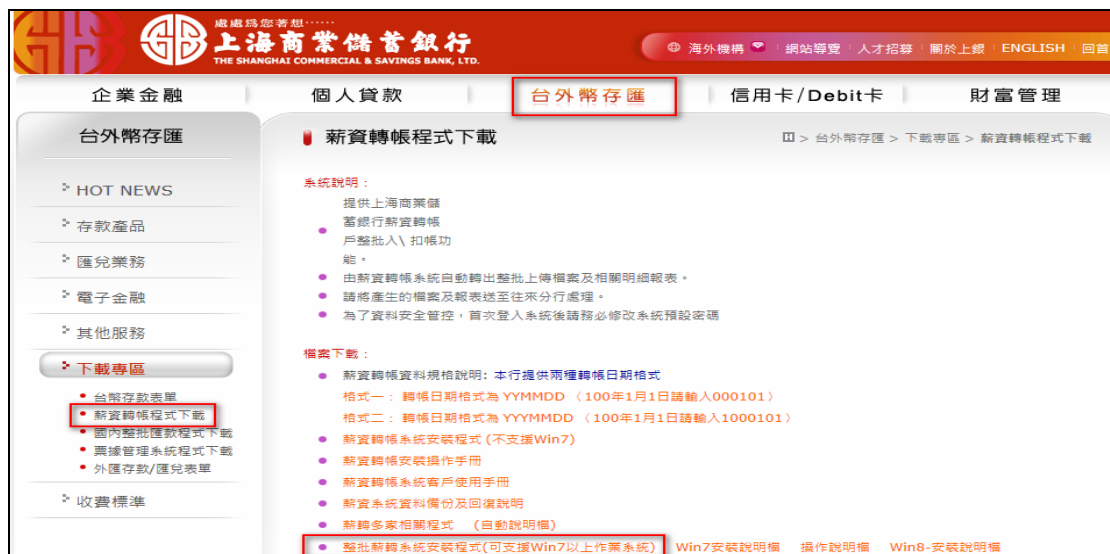 處處為您著想······
上海商業儲蓄銀行
THE SHANGHAI COMMERCIAL & SAVINGS BANK, LTD.
海外機構 網站導覽 人才招募 關於上銀 ENGLISH 回首
企業金融 個人貸款 台外幣存匯 信用卡/Debit卡 財富管理
台外幣存匯
HOT NEWS
存款產品
匯兌業務
電子金融
其他服務
下載專區
台幣存款表單
薪資轉帳程式下載
國內整批匯款程式下載
票據管理系統程式下載
外匯存款/匯兌表單
收費標準
薪資轉帳程式下載
> 台外幣存匯 > 下載專區 > 薪資轉帳程式下載
系統說明：
提供上海商業儲
蓄銀行薪資轉帳
戶整批入\ 扣帳功
能。
由薪資轉帳系統自動轉出整批上傳檔案及相關明細報表。
請將產生的檔案及報表送至往來分行處理。
為了資料安全管控，首次登入系統後請務必修改系統預設密碼
檔案下載：
薪資轉帳資料規格說明: 本行提供兩種轉帳日期格式
格式一： 轉帳日期格式為 YYMMDD （100年1月1日請輸入000101）
格式二： 轉帳日期格式為 YYYMMDD （100年1月1日請輸入1000101）
薪資轉帳系統安裝程式 (不支援Win7)
薪資轉帳安裝操作手冊
薪資轉帳系統客戶使用手冊
薪資系統資料備份及回復說明
薪轉多家相關程式 (自動說明檔)
整批薪轉系統安裝程式(可支援Win7以上作業系統) Win7安裝說明檔 操作說明檔 Win8-安裝說明檔